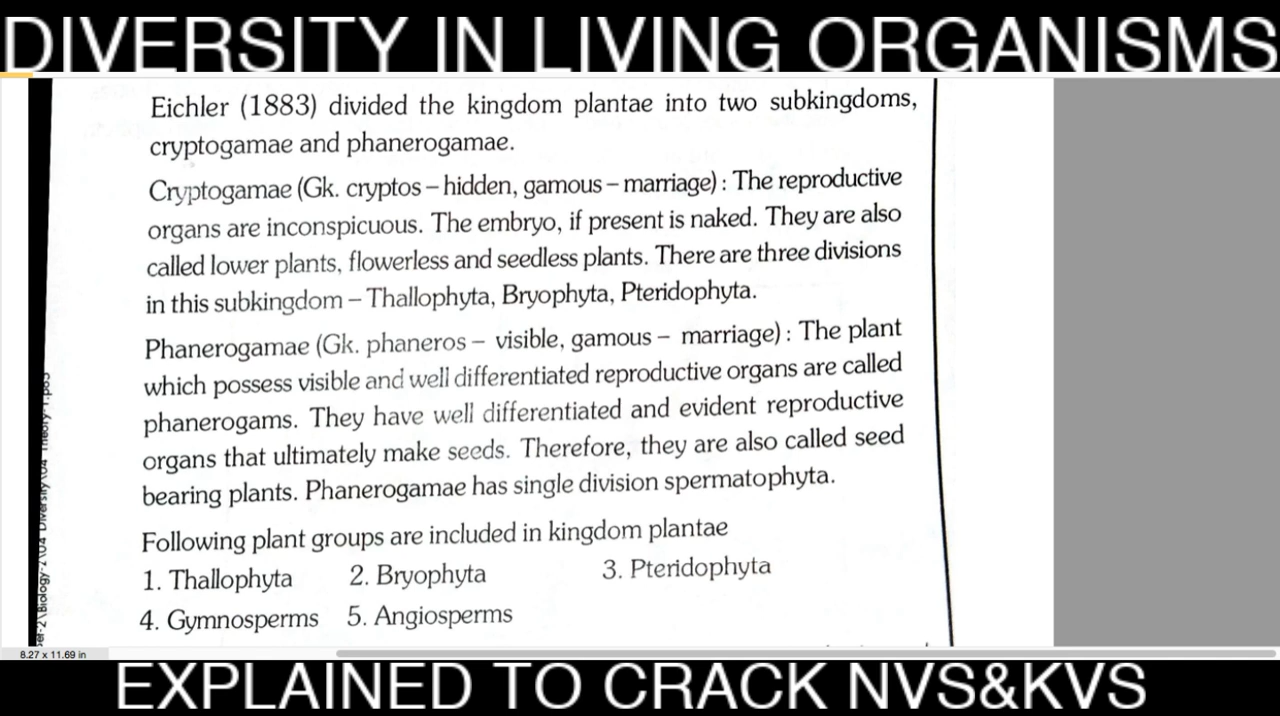 DIVERSITY IN LIVING ORGANISMS
Eichler (1883) divided the kingdom plantae into two subkingdoms,
cryptogamae and phanerogamae.
Cryptogamae (Gk. cryptos – hidden, gamous – marriage) : The reproductive
organs are inconspicuous. The embryo, if present is naked. They are also
called lower plants, flowerless and seedless plants. There are three divisions
in this subkingdom – Thallophyta, Bryophyta, Pteridophyta.
Phanerogamae (Gk. phaneros – visible, gamous – marriage) : The plant
which possess visible and well differentiated reproductive organs are called
phanerogams. They have well differentiated and evident reproductive
organs that ultimately make seeds. Therefore, they are also called seed
bearing plants. Phanerogamae has single division spermatophyta.
Following plant groups are included in kingdom plantae
1. Thallophyta 2. Bryophyta 3. Pteridophyta
4. Gymnosperms 5. Angiosperms
8.27 x 11.69 in
EXPLAINED TO CRACK NVS&KVS